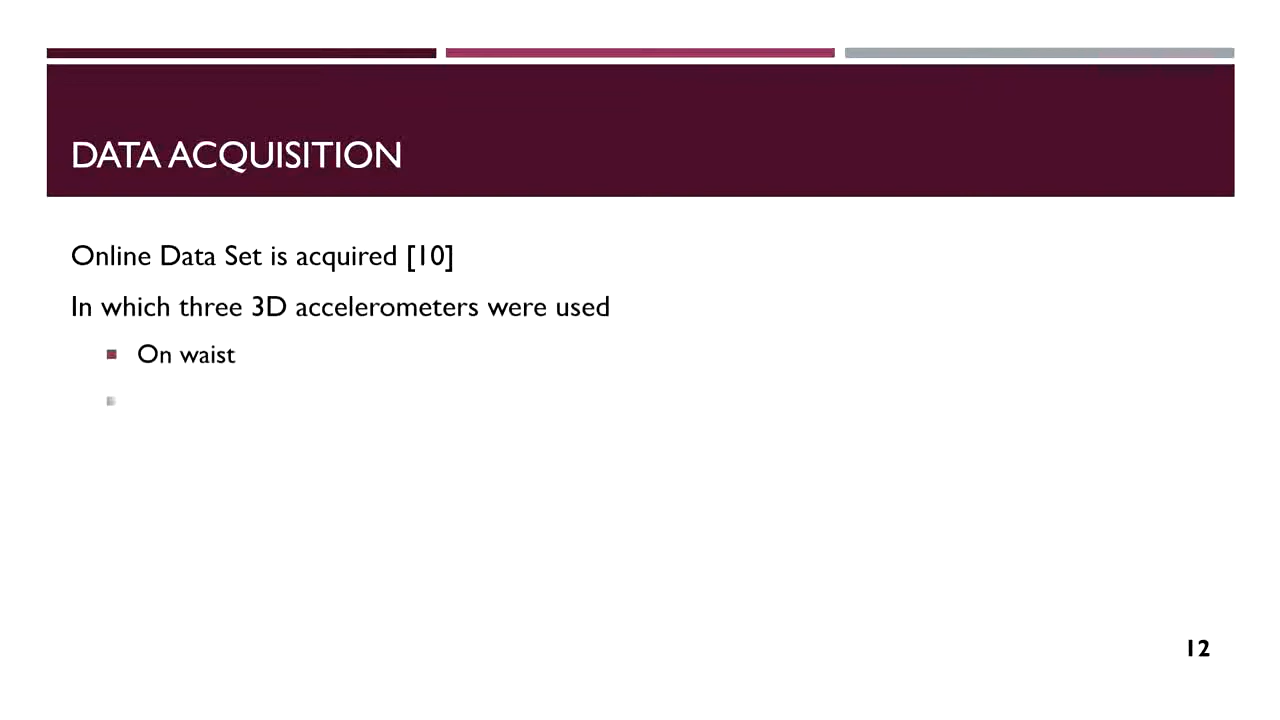 DATA ACQUISITION
Online Data Set is acquired [10]
In which three 3D accelerometers were used
On waist
12